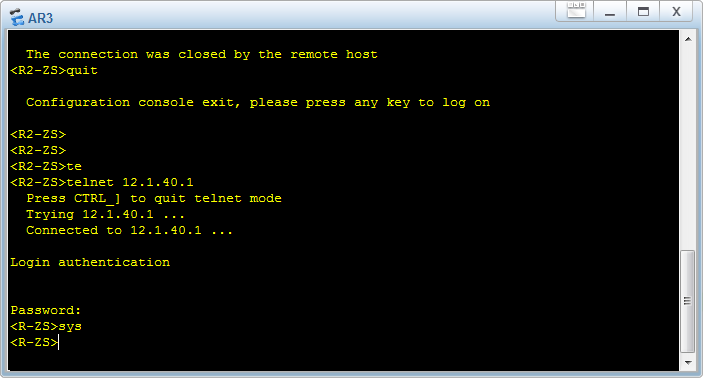 AR3
The connection was closed by the remote host
<R2-ZS>quit
Configuration console exit, please press any key to log on
<R2-ZS>
<R2-ZS>
<R2-ZS>te
<R2-ZS>telnet 12.1.40.1
Press CTRL_] to quit telnet mode
Trying 12.1.40.1 ...
Connected to 12.1.40.1 ...
Login authentication
Password:
<R-ZS>sys
<R-ZS>